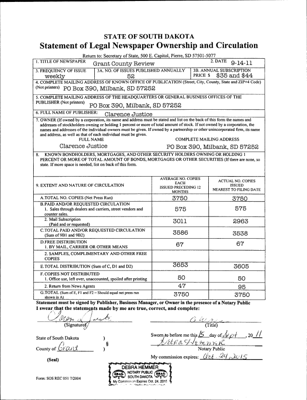 STATE OF SOUTH DAKOTA
Statement of Legal Newspaper Ownership and Circulation
Return to: Secretary of State, 500 E. Capitol, Pierre, SD 57501-5077
1. TITLE OF NEWSPAPER Grant County Review 2. DATE 9-14-11
3. FREQUENCY OF ISSUE weekly 3A. NO. OF ISSUES PUBLISHED ANNUALLY 52 3B. ANNUAL SUBSCRIPTION PRICE $ $35 and $44
4. COMPLETE MAILING ADDRESS OF KNOWN OFFICE OF PUBLICATION (Street, City, County, State and ZIP+4 Code)
(Not printers) PO Box 390, Milbank, SD 57252
5. COMPLETE MAILING ADDRESS OF THE HEADQUARTERS OR GENERAL BUSINESS OFFICES OF THE
PUBLISHER (Not printers) PO Box 390, Milbank, SD 57252
6. FULL NAME OF PUBLISHER Clarence Justice
7. OWNER (If owned by a corporation, its name and address must be stated and list on the back of this form the names and
addresses of stockholders owning or holding 1 percent or more of total amount of stock. If not owned by a corporation, the
names and addresses of the individual owners must be given. If owned by a partnership or other unincorporated firm, its name
and address, as well as that of each individual must be given.
FULL NAME COMPLETE MAILING ADDRESS
Clarence Justice PO Box 390, Milbank, SD 57252
8. KNOWN BONDHOLDERS, MORTGAGES, AND OTHER SECURITY HOLDERS OWNING OR HOLDING 1
PERCENT OR MORE OF TOTAL AMOUNT OF BONDS, MORTGAGES OR OTHER SECURITIES (If there are none, so
state. If more space is needed, list on back of this form.
9. EXTENT AND NATURE OF CIRCULATION AVERAGE NO. COPIES EACH ISSUED PRECEDING 12 MONTHS ACTUAL NO. COPIES ISSUED NEAREST TO FILING DATE
A. TOTAL NO. COPIES (Net Press Run) 3750 3750
B. PAID AND/OR REQUESTED CIRCULATION
1. Sales through dealers and carriers, street vendors and counter sales. 575 575
2. Mail Subscription (Paid and/or requested) 3011 2963
C. TOTAL PAID AND/OR REQUESTED CIRCULATION (Sum of 9B1 and 9B2) 3586 3538
D. FREE DISTRIBUTION
1. BY MAIL, CARRIER OR OTHER MEANS 67 67
2. SAMPLES, COMPLIMENTARY AND OTHER FREE COPIES
E. TOTAL DISTRIBUTION (Sum of C, D1 and D2) 3653 3605
F. COPIES NOT DISTRIBUTED
1. Office use, left over, unaccounted, spoiled after printing 50 50
2. Return from News Agents 47 95
G. TOTAL (Sum of E, F1 and F2 - Should equal net press run shown in A) 3750 3750
Statement must be signed by Publisher, Business Manager, or Owner in the presence of a Notary Public
I swear that the statements made by me are true, correct, and complete:
(Signature) (Title)
State of South Dakota )
§
County of Grant )
Sworn to before me this 15 day of Sept, 2011
Notary Public
My commission expires: Oct. 24, 2015
(Seal)
DEBRA HEMMER
NOTARY PUBLIC
SOUTH DAKOTA